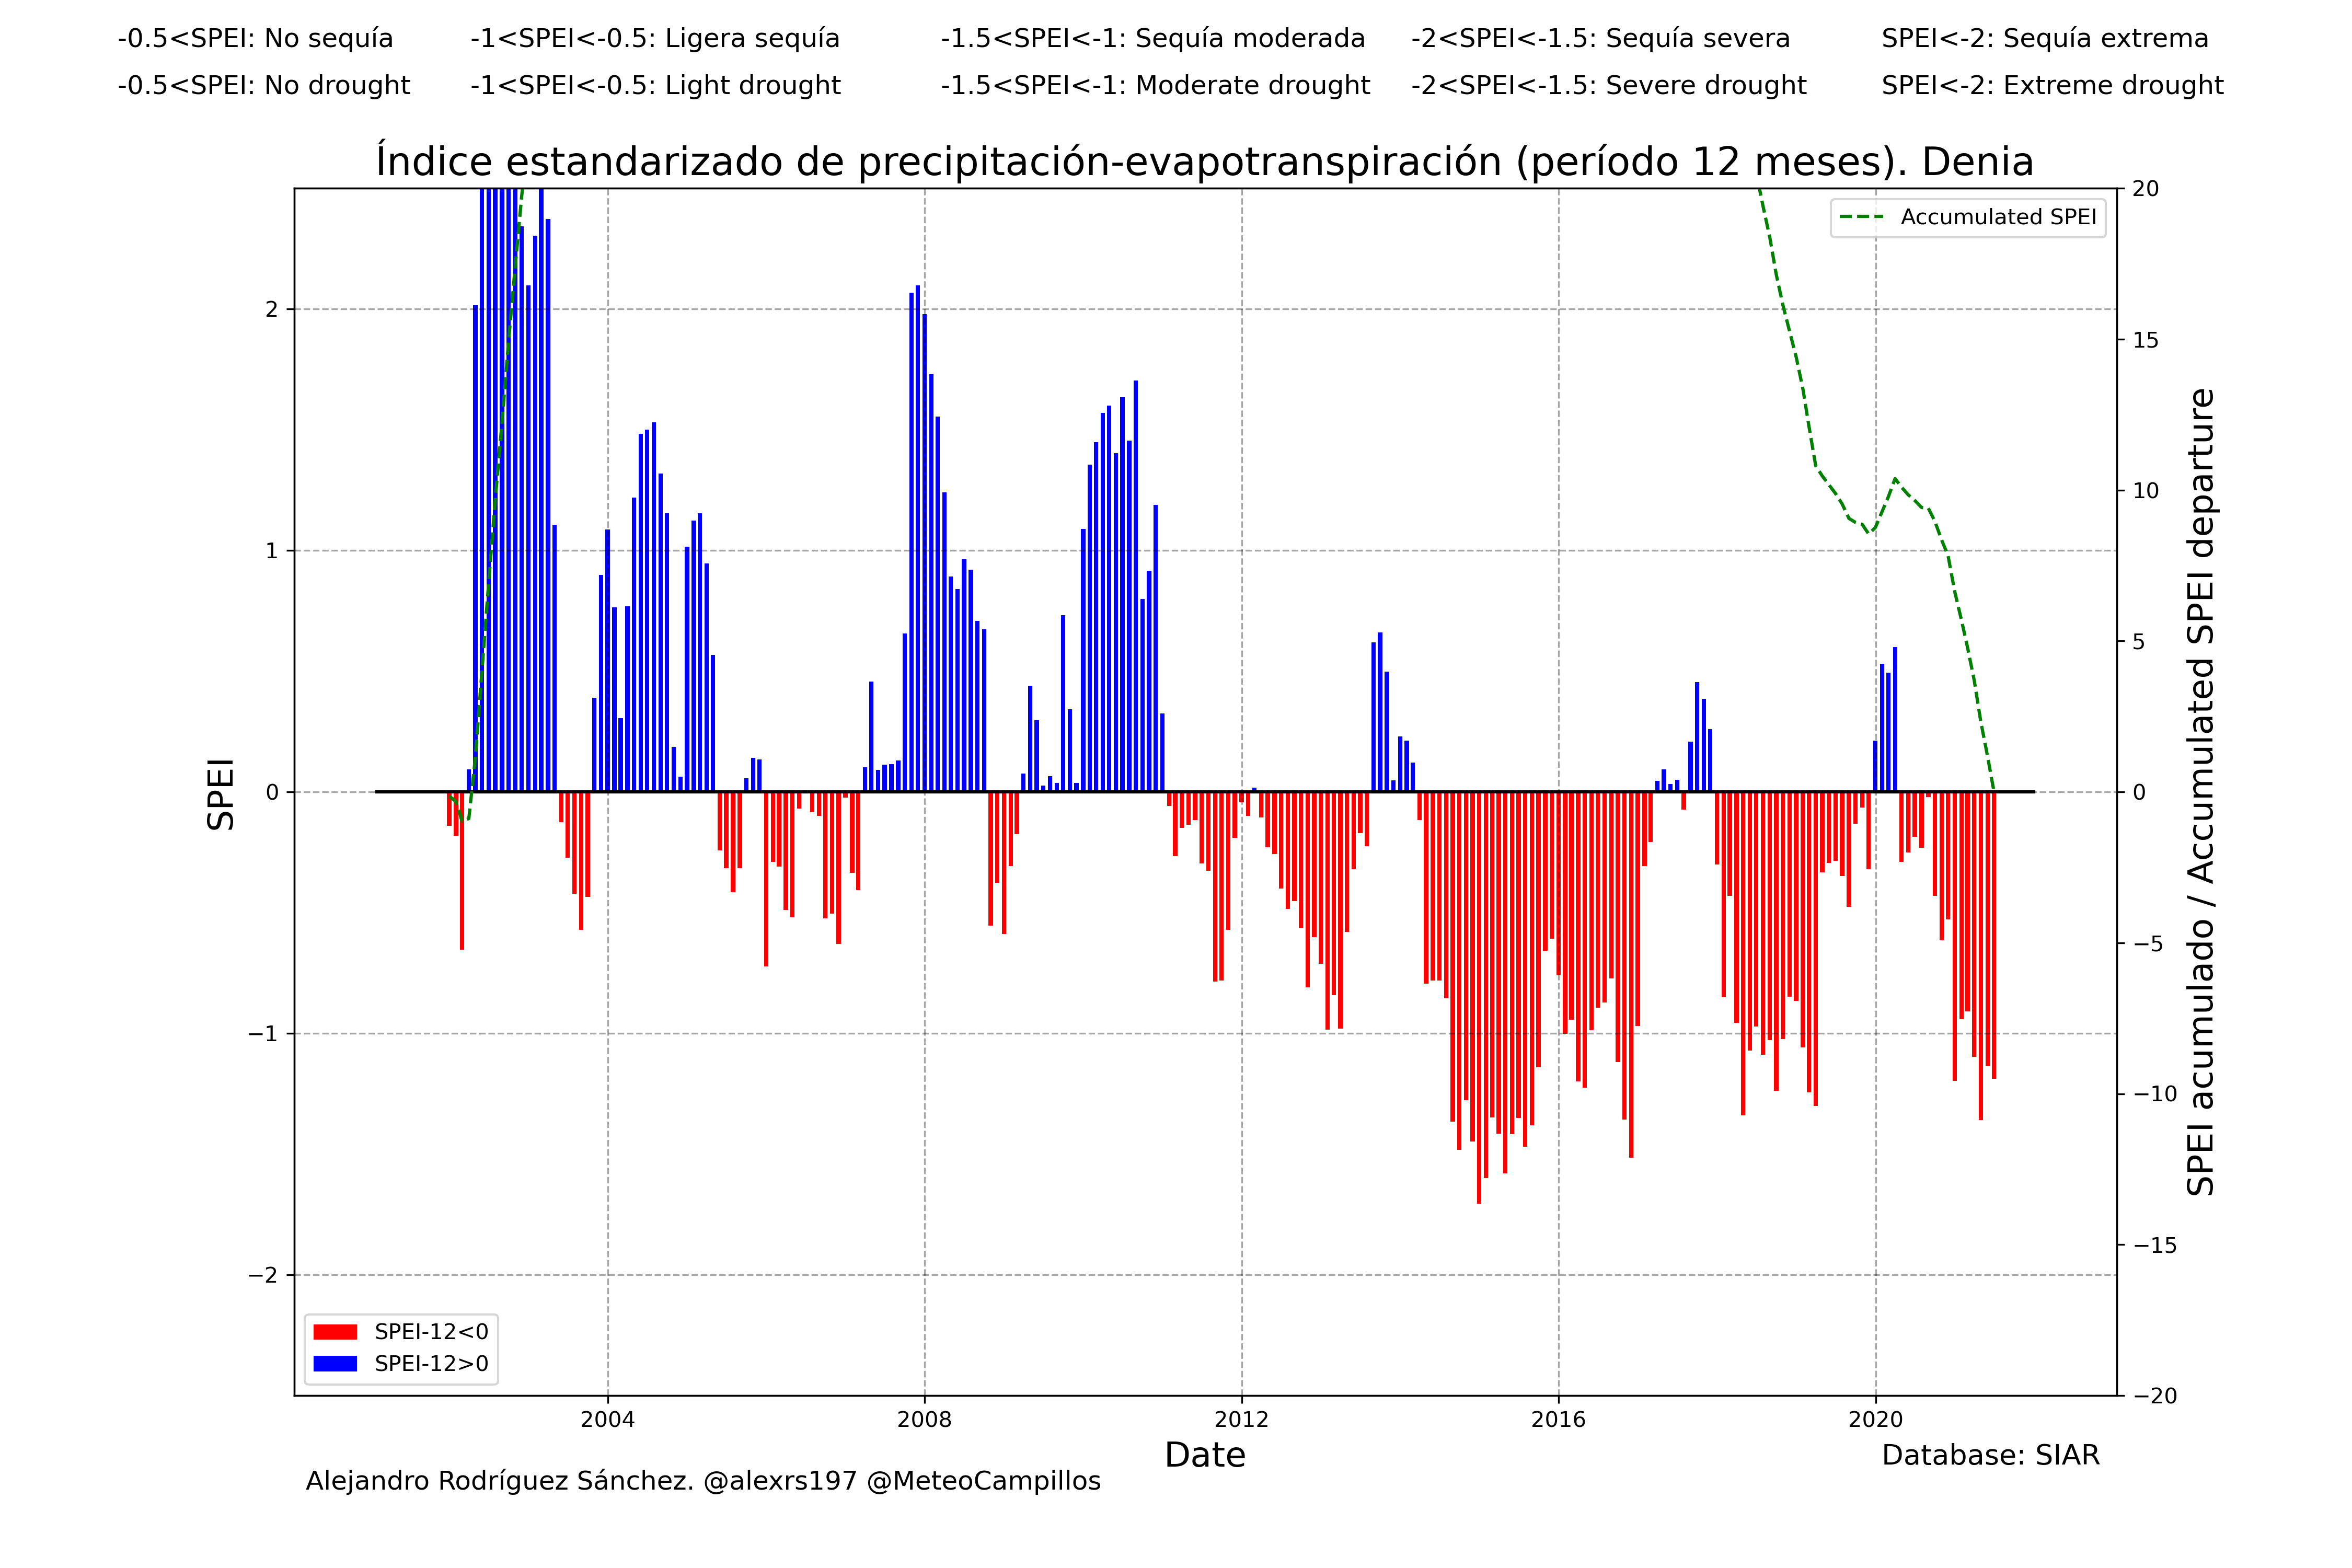 -0.5<SPEI: No sequía -1<SPEI<-0.5: Ligera sequía -1.5<SPEI<-1: Sequía moderada -2<SPEI<-1.5: Sequía severa SPEI<-2: Sequía extrema
-0.5<SPEI: No drought -1<SPEI<-0.5: Light drought -1.5<SPEI<-1: Moderate drought -2<SPEI<-1.5: Severe drought SPEI<-2: Extreme drought
Índice estandarizado de precipitación-evapotranspiración (período 12 meses). Denia
Accumulated SPEI
2
1
0
−1
−2
SPEI
20
15
10
5
0
−5
−10
−15
−20
SPEI acumulado / Accumulated SPEI departure
SPEI-12<0
SPEI-12>0
2004 2008 2012 2016 2020
Date
Database: SIAR
Alejandro Rodríguez Sánchez. @alexrs197 @MeteoCampillos